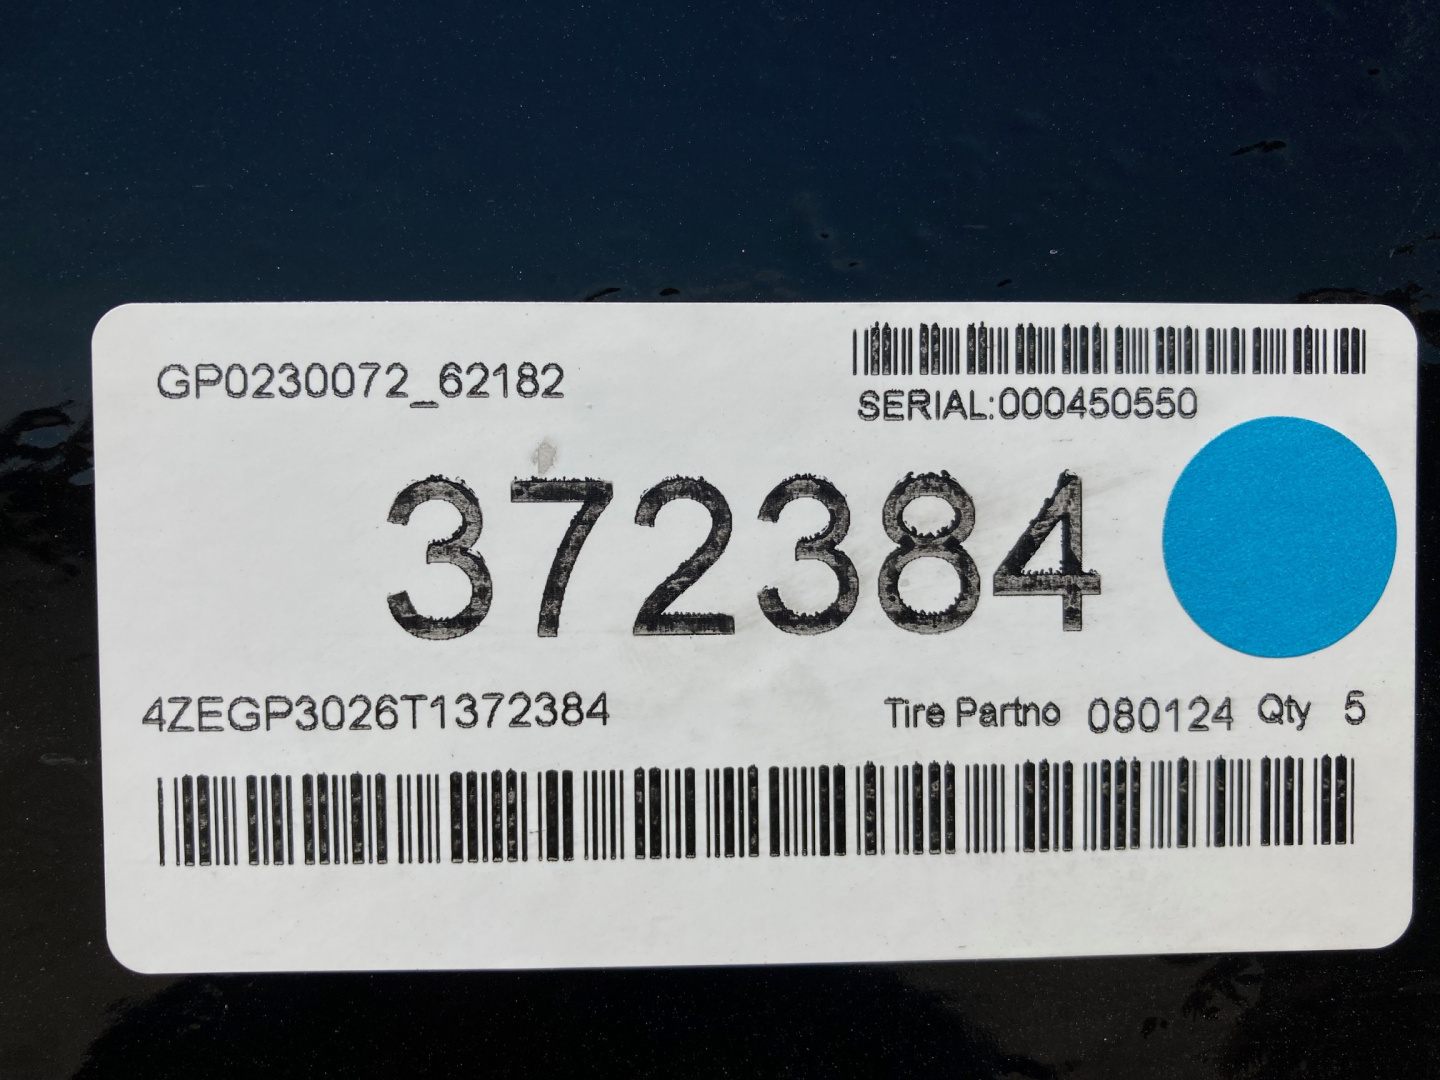 GP0230072_62182
SERIAL:000450550
372384
4ZEGP3026T1372384
Tire Partno 080124 Qty 5